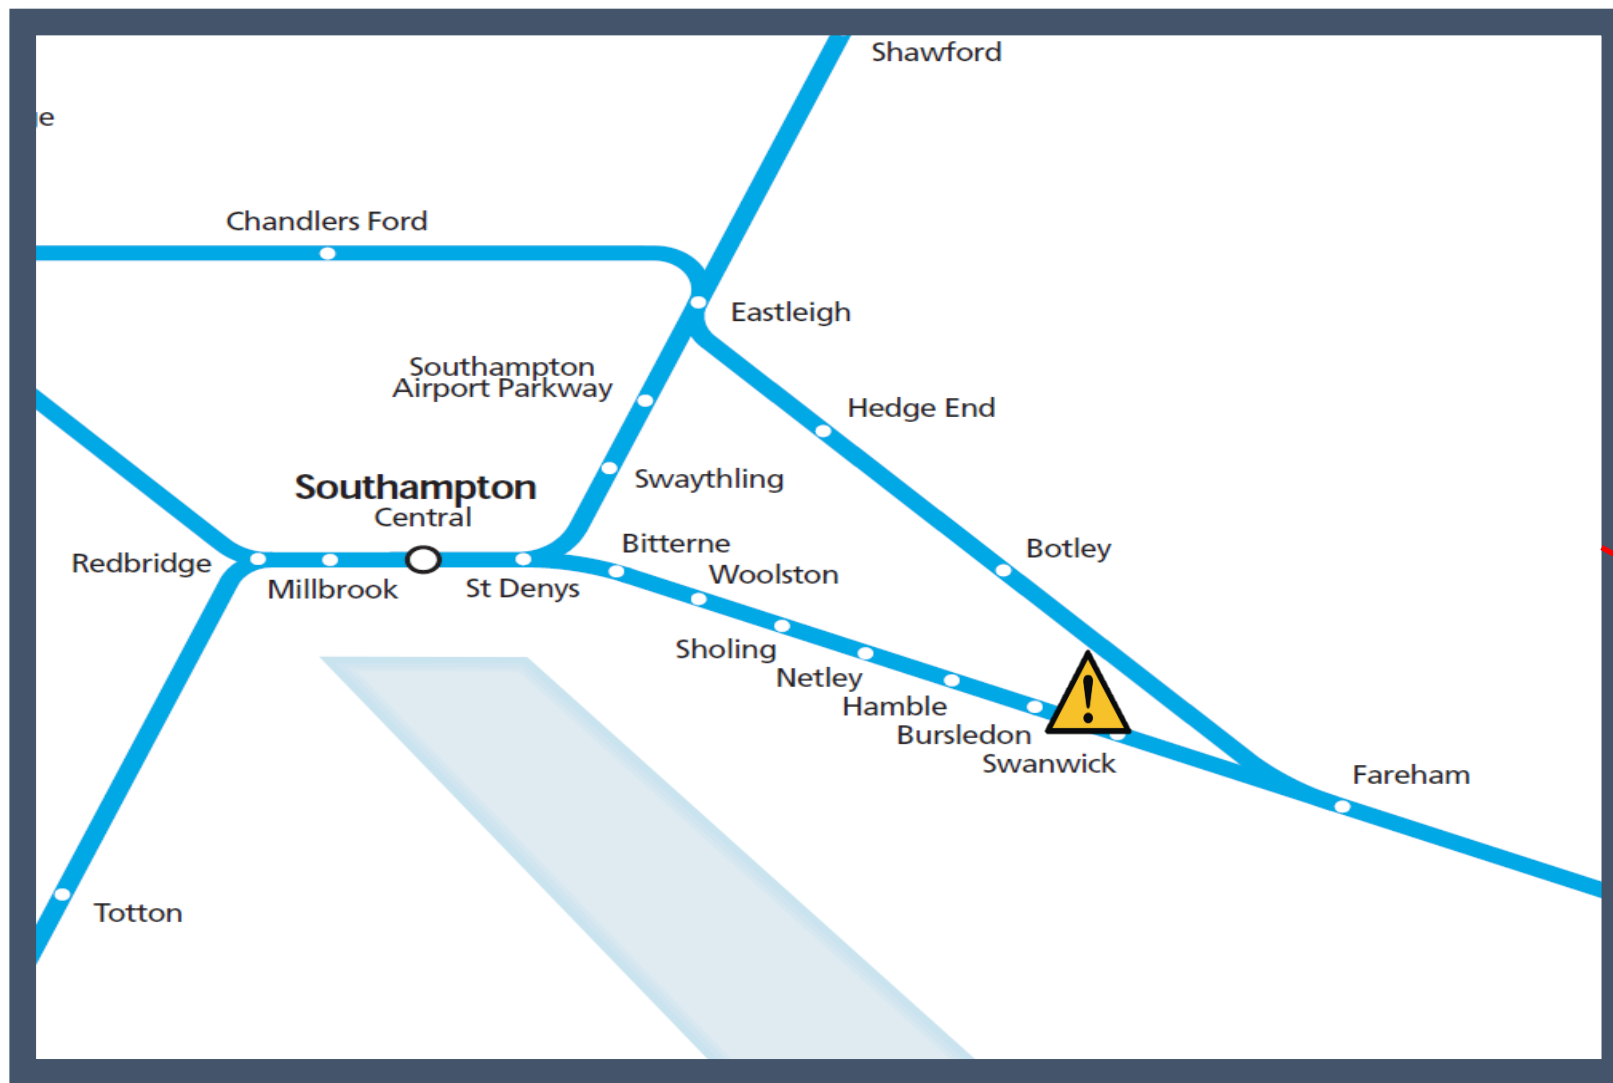 Shawford
Chandlers Ford
Eastleigh
Southampton
Airport Parkway
Hedge End
Swaythling
Southampton
Central
Bitterne
Botley
Redbridge
Woolston
Millbrook
St Denys
Sholing
Netley
Hamble
Bursledon
Swanwick
Fareham
Totton